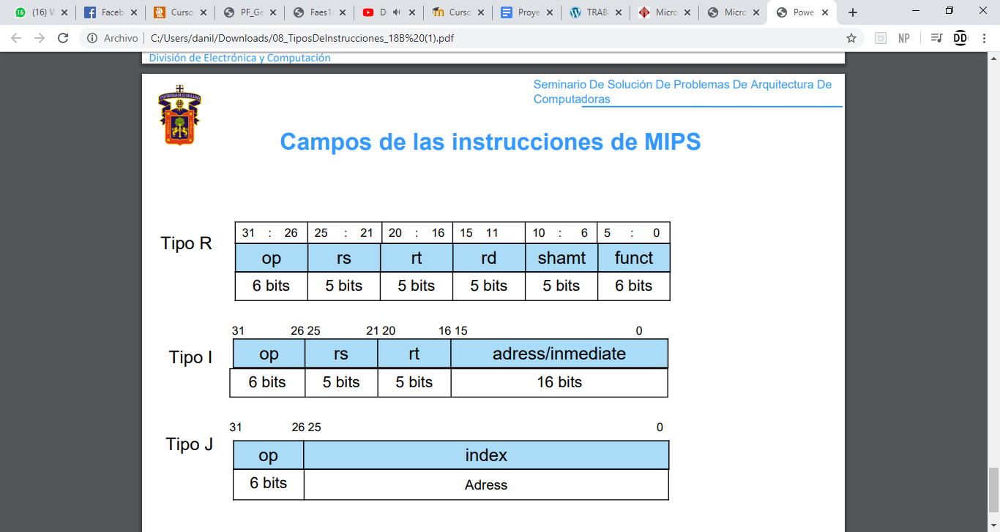 (16) W
Faceb
Curso
PF_Ge
Faes1
D
Curso
Proye
TRAB
Micro
Micro
Powe
Archivo
C:/Users/danil/Downloads/08_TiposDeInstrucciones_18B%20(1).pdf
NP
DD
División de Electrónica y Computación
Seminario De Solución De Problemas De Arquitectura De
Computadoras
UNIVERSIDAD DE GUADALAJARA
Campos de las instrucciones de MIPS
Tipo R
31 : 26 25 : 21 20 : 16 15 11 10 : 6 5 : 0
op rs rt rd shamt funct
6 bits 5 bits 5 bits 5 bits 5 bits 6 bits
31 26 25 21 20 16 15 0
Tipo I
op rs rt adress/inmediate
6 bits 5 bits 5 bits 16 bits
31 26 25 0
Tipo J
op index
6 bits Adress